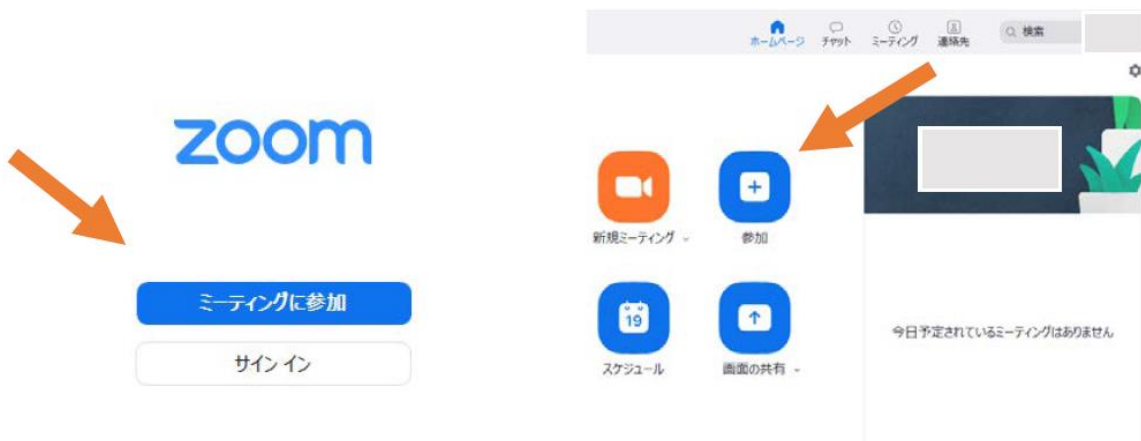 zoom
ミーティングに参加
サイン イン
ホームページ チャット ミーティング 連絡先 検索
新規ミーティング 参加
19
スケジュール 画面の共有
今日予定されているミーティングはありません